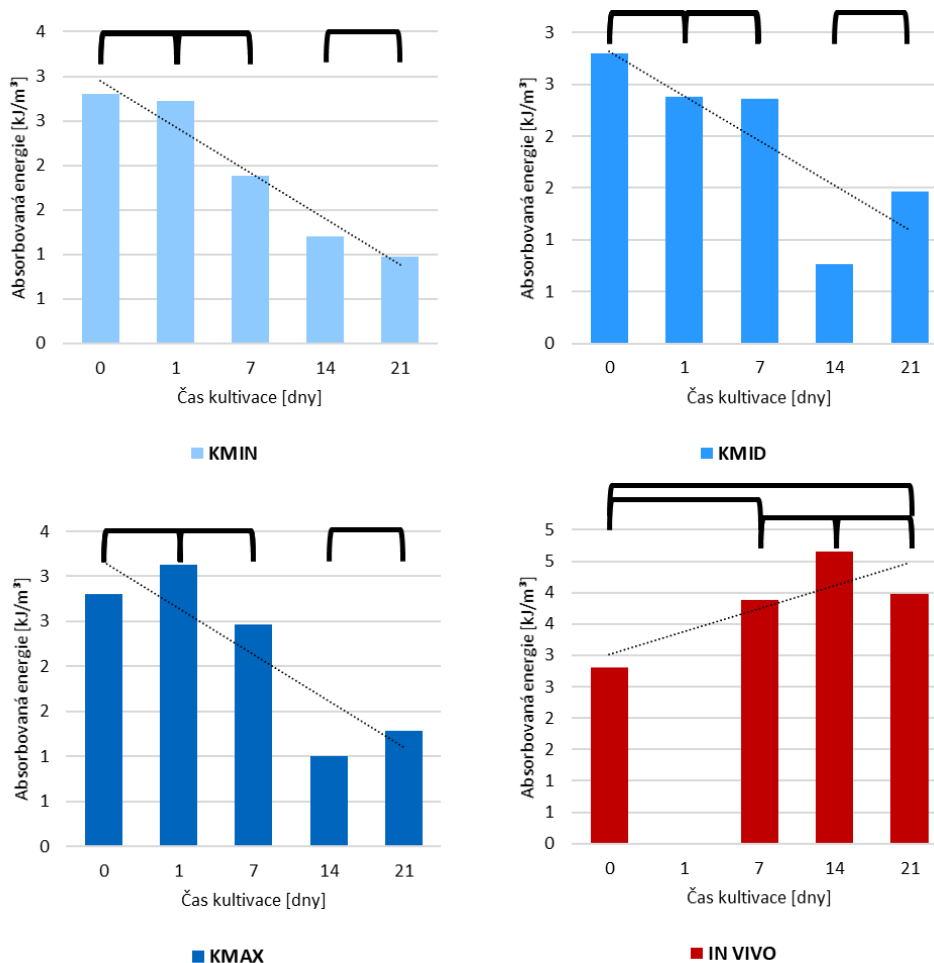 Absorbovaná energie [kJ/m³]
4
3
3
2
2
1
1
0
0 1 7 14 21
Čas kultivace [dny]
KMIN
Absorbovaná energie [kJ/m³]
3
3
2
2
1
1
0
0 1 7 14 21
Čas kultivace [dny]
KMID
Absorbovaná energie [kJ/m³]
4
3
3
2
2
1
1
0
0 1 7 14 21
Čas kultivace [dny]
KMAX
Absorbovaná energie [kJ/m³]
5
5
4
4
3
3
2
2
1
1
0
0 1 7 14 21
Čas kultivace [dny]
IN VIVO